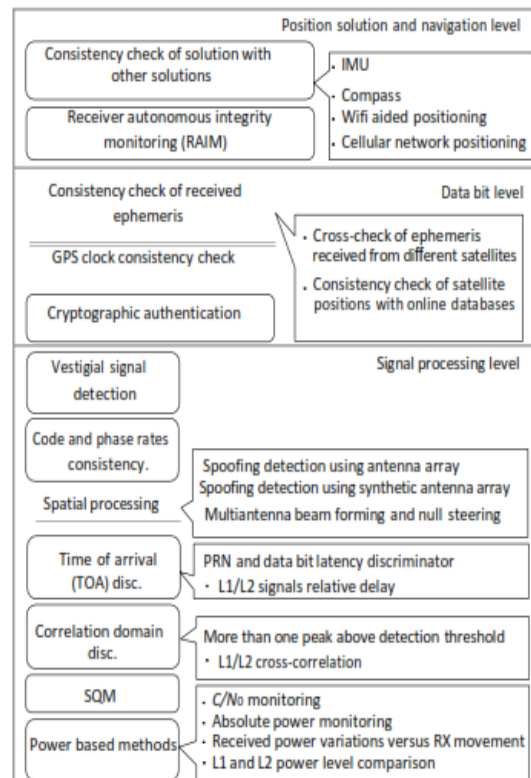 Position solution and navigation level
Consistency check of solution with
other solutions
Receiver autonomous integrity
monitoring (RAIM)
· IMU
· Compass
· Wifi aided positioning
· Cellular network positioning
Data bit level
Consistency check of received
ephemeris
GPS clock consistency check
Cryptographic authentication
· Cross-check of ephemeris
received from different satellites
· Consistency check of satellite
positions with online databases
Signal processing level
Vestigial signal
detection
Code and phase rates
consistency.
Spatial processing
Spoofing detection using antenna array
Spoofing detection using synthetic antenna array
Multiantenna beam forming and null steering
Time of arrival
(TOA) disc.
PRN and data bit latency discriminator
· L1/L2 signals relative delay
Correlation domain
disc.
More than one peak above detection threshold
· L1/L2 cross-correlation
SQM
Power based methods
· C/N0 monitoring
· Absolute power monitoring
· Received power variations versus RX movement
· L1 and L2 power level comparison